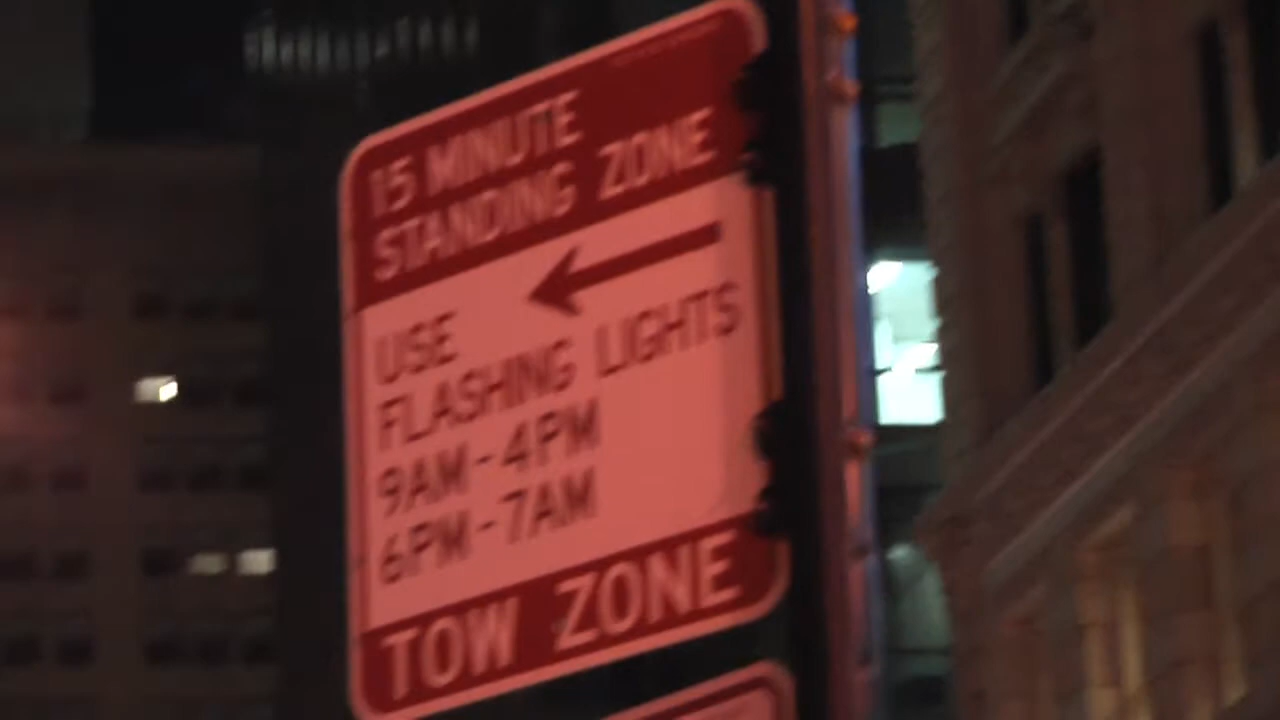 15 MINUTE
STANDING ZONE
USE
FLASHING LIGHTS
9AM-4PM
6PM-7AM
TOW ZONE